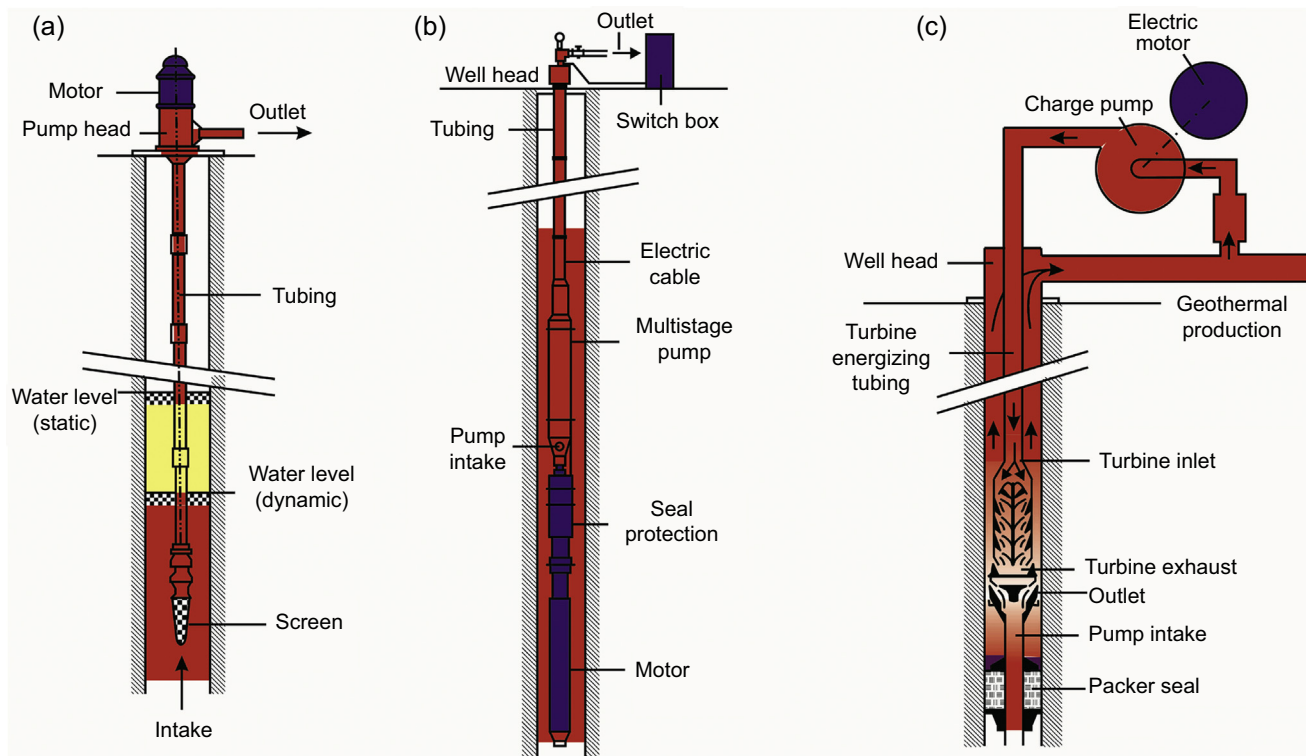 (a)
Motor
Pump head
Outlet
Tubing
Water level
(static)
Water level
(dynamic)
Screen
Intake
(b)
Outlet
Well head
Switch box
Tubing
Electric
cable
Multistage
pump
Pump
intake
Seal
protection
Motor
(c)
Electric
motor
Charge pump
Well head
Geothermal
production
Turbine
energizing
tubing
Turbine inlet
Turbine exhaust
Outlet
Pump intake
Packer seal